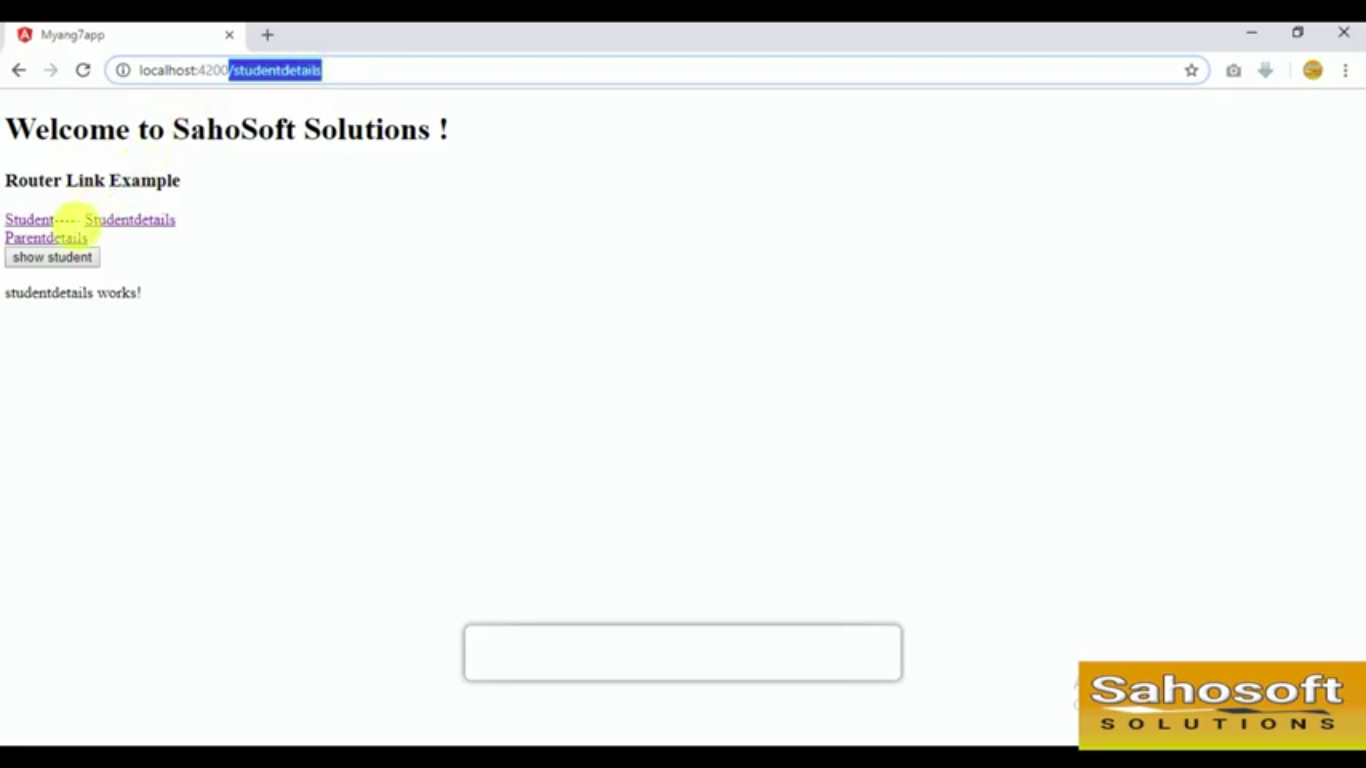 Myang7app
localhost:4200/studentdetails
Welcome to SahoSoft Solutions !
Router Link Example
Student----- Studentdetails
Parentdetails
show student
studentdetails works!
Sahosoft
SOLUTIONS